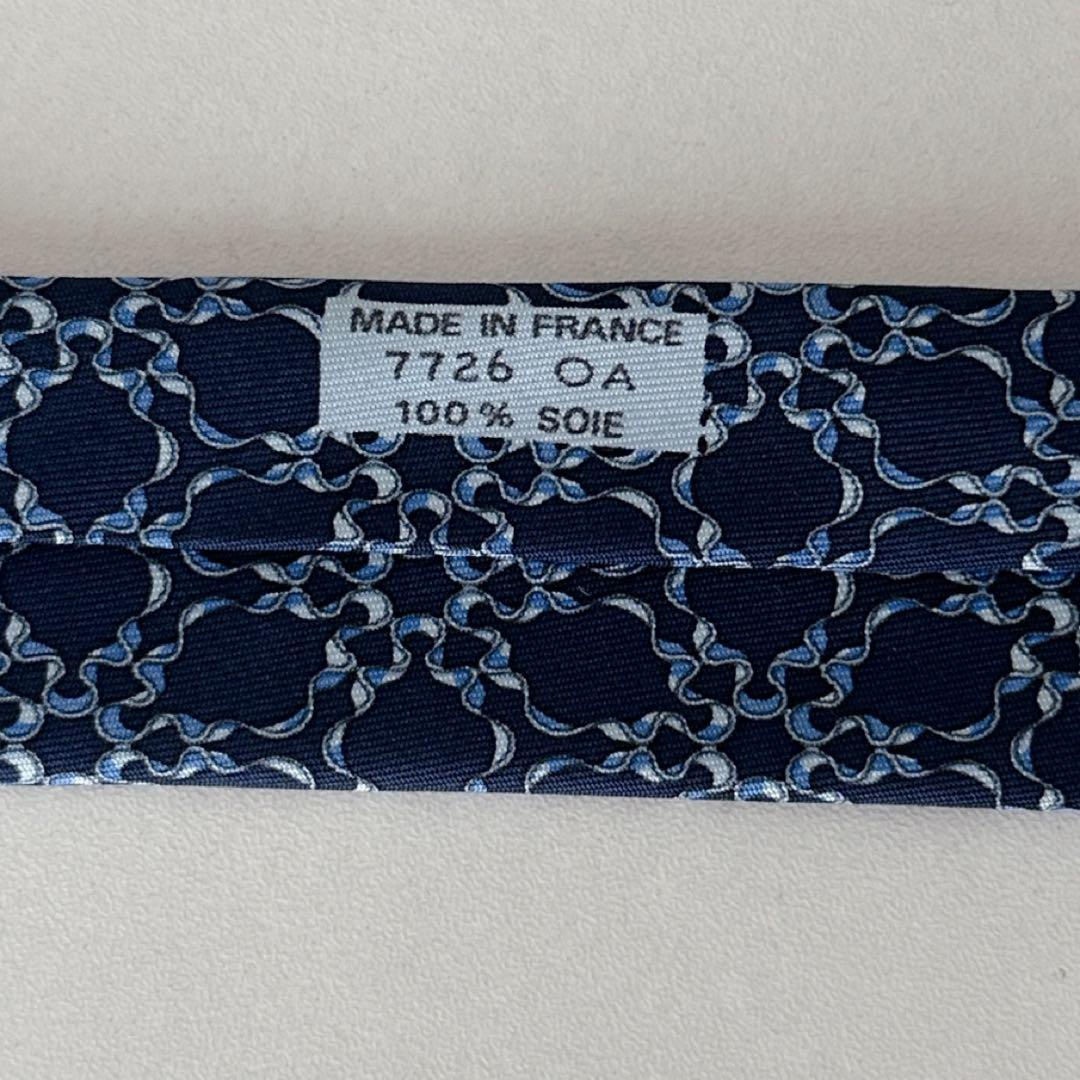 MADE IN FRANCE
7726 OA
100% SOIE